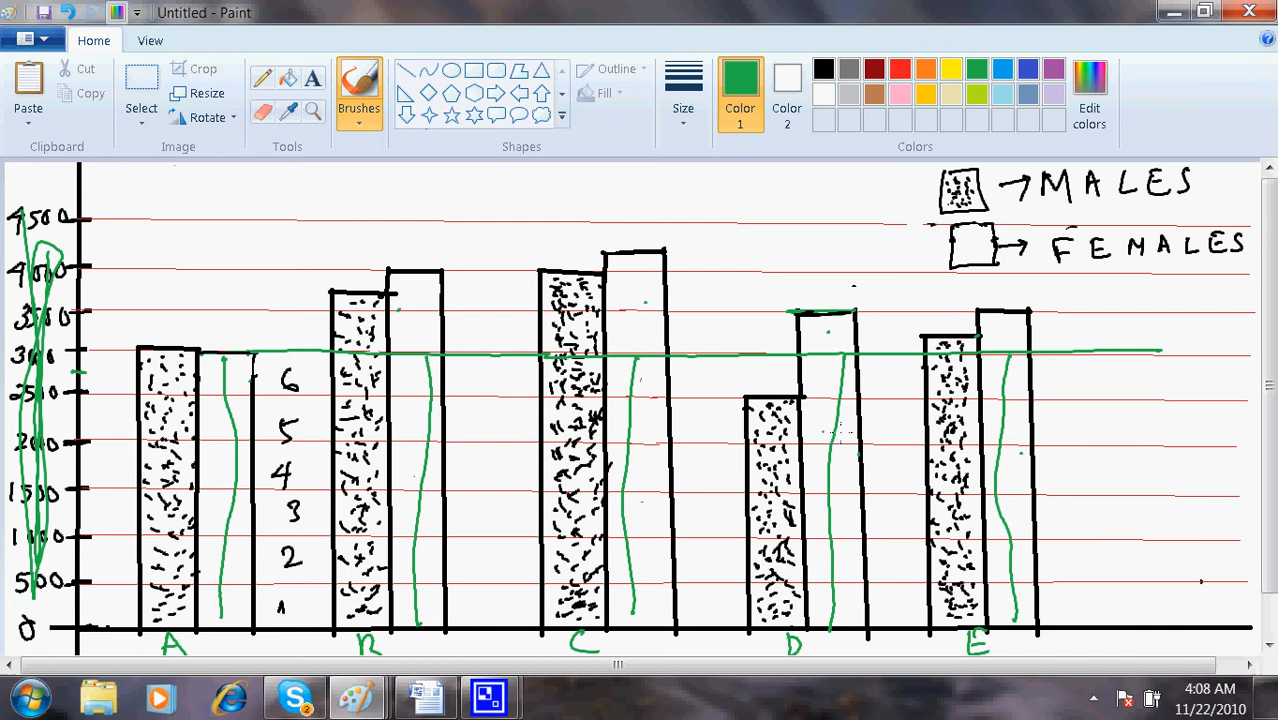 Untitled - Paint
Home View
Cut
Copy
Paste
Clipboard
Crop
Resize
Rotate
Select
Image
Tools
Brushes
Shapes
Outline
Fill
Size
Color 1
Color 2
Edit colors
Colors
MALES
FEMALES
4500
4000
3500
3000
2500
2000
1500
1000
500
0
6
5
4
3
2
1
A B C D E
4:08 AM
11/22/2010